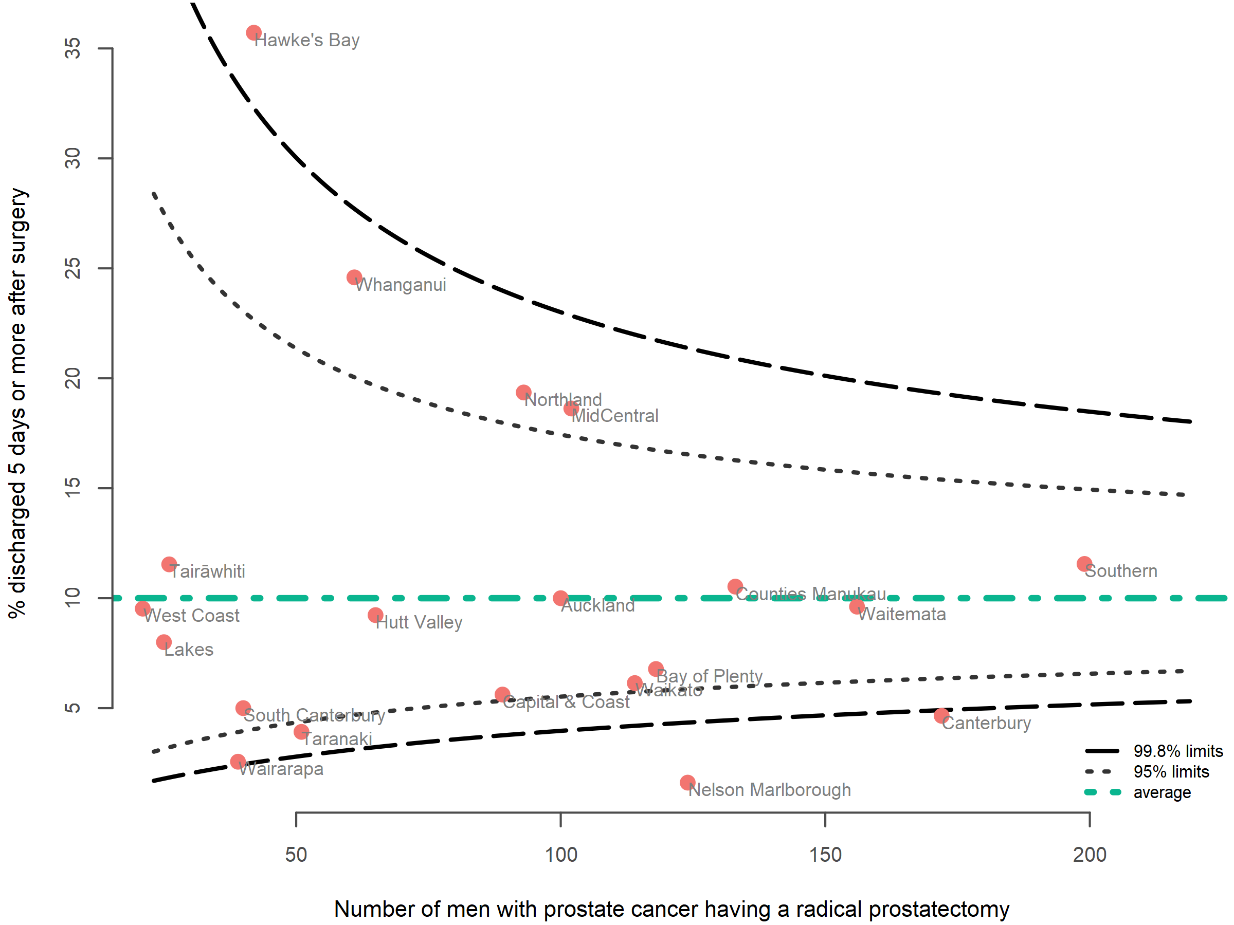 % discharged 5 days or more after surgery
35
30
25
20
15
10
5
Hawke's Bay
Whanganui
Northland
MidCentral
Tairāwhiti
Southern
Counties Manukau
West Coast
Auckland
Waitemata
Hutt Valley
Lakes
Bay of Plenty
Waikato
Capital & Coast
South Canterbury
Canterbury
Taranaki
Wairarapa
Nelson Marlborough
99.8% limits
95% limits
average
50 100 150 200
Number of men with prostate cancer having a radical prostatectomy